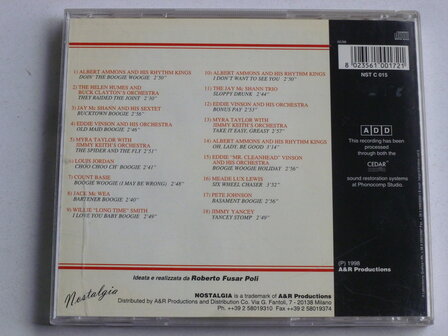 1) ALBERT AMMONS AND HIS RHYTHM KINGS
DOIN' THE BOOGIE WOOGIE 2'50"
2) THE HELEN HUMES AND
BUCK CLAYTON'S ORCHESTRA
THEY RAIDED THE JOINT 2'30"
3) JAY Mc SHANN AND HIS SEXTET
BUCKTOWN BOOGIE 2'56"
4) EDDIE VINSON AND HIS ORCHESTRA
OLD MAID BOOGIE 2'46"
5) MYRA TAYLOR WITH
JIMMY KEITH'S ORCHESTRA
THE SPIDER AND THE FLY 2'51"
6) LOUIS JORDAN
CHOO CHOO CH' BOOGIE 2'41"
7) COUNT BASIE
BOOGIE WOOGIE (I MAY BE WRONG) 2'48"
8) JACK Mc WEA
BARTENER BOOGIE 2'40"
9) WILLIE "LONG TIME" SMITH
I LOVE YOU BABY BOOGIE 2'49"
10) ALBERT AMMONS AND HIS RHYTHM KINGS
I DON'T WANT TO SEE YOU 2'50"
11) THE JAY Mc SHANN TRIO
SLOPPY DRUNK 2'44"
12) EDDIE VINSON AND HIS ORCHESTRA
BONUS PAY 2'53"
13) MYRA TAYLOR WITH
JIMMY KEITH'S ORCHESTRA
TAKE IT EASY, GREASY 2'57"
14) ALBERT AMMONS AND HIS RHYTHM KINGS
OH, LADY, BE GOOD 3'14"
15) EDDIE "MR. CLEANHEAD" VINSON
AND HIS ORCHESTRA
BOOGIE WOOGIE HOLIDAY 2'56"
16) MEADE LUX LEWIS
SIX WHEEL CHASER 3'32"
17) PETE JOHNSON
BASAMENT BOOGIE 2'56"
18) JIMMY YANCEY
YANCEY STOMP 2'49"
8 023561 001721
NST C 015
A D D
This recording has been
processed
through both the
CEDAR
sound restoration systems
at Phonocomp Studio.
(P) 1998
A&R Productions
Ideata e realizzata da Roberto Fusar Poli
Nostalgia
NOSTALGIA is a trademark of A&R Productions
Distributed by A&R Productions and Distribution Co. Via G. Fantoli, 7 - 20138 Milano
Ph. ++39 2 58019310 Fax ++39 2 58019374